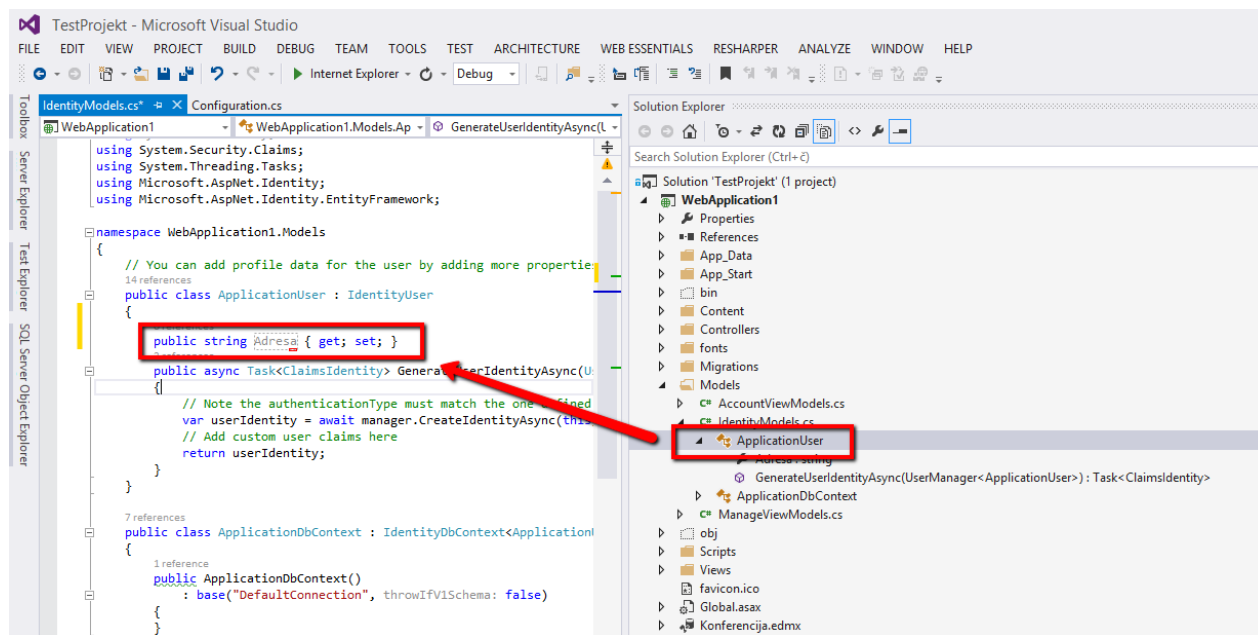 TestProjekt - Microsoft Visual Studio
FILE EDIT VIEW PROJECT BUILD DEBUG TEAM TOOLS TEST ARCHITECTURE WEB ESSENTIALS RESHARPER ANALYZE WINDOW HELP
Internet Explorer Debug
Toolbox
Server Explorer
Test Explorer
SQL Server Object Explorer
IdentityModels.cs* Configuration.cs
WebApplication1 WebApplication1.Models.Ap GenerateUserIdentityAsync(U
using System.Security.Claims;
using System.Threading.Tasks;
using Microsoft.AspNet.Identity;
using Microsoft.AspNet.Identity.EntityFramework;
namespace WebApplication1.Models
{
// You can add profile data for the user by adding more propertie
14 references
public class ApplicationUser : IdentityUser
{
public string Adresa { get; set; }
public async Task<ClaimsIdentity> GenerateUserIdentityAsync(U
{
// Note the authenticationType must match the one defined
var userIdentity = await manager.CreateIdentityAsync(this
// Add custom user claims here
return userIdentity;
}
}
7 references
public class ApplicationDbContext : IdentityDbContext<ApplicationU
{
1 reference
public ApplicationDbContext()
: base("DefaultConnection", throwIfV1Schema: false)
{
}
Solution Explorer
Search Solution Explorer (Ctrl+č)
Solution 'TestProjekt' (1 project)
WebApplication1
Properties
References
App_Data
App_Start
bin
Content
Controllers
fonts
Migrations
Models
AccountViewModels.cs
IdentityModels.cs
ApplicationUser
Adresa : string
GenerateUserIdentityAsync(UserManager<ApplicationUser>) : Task<ClaimsIdentity>
ApplicationDbContext
ManageViewModels.cs
obj
Scripts
Views
favicon.ico
Global.asax
Konferencija.edmx